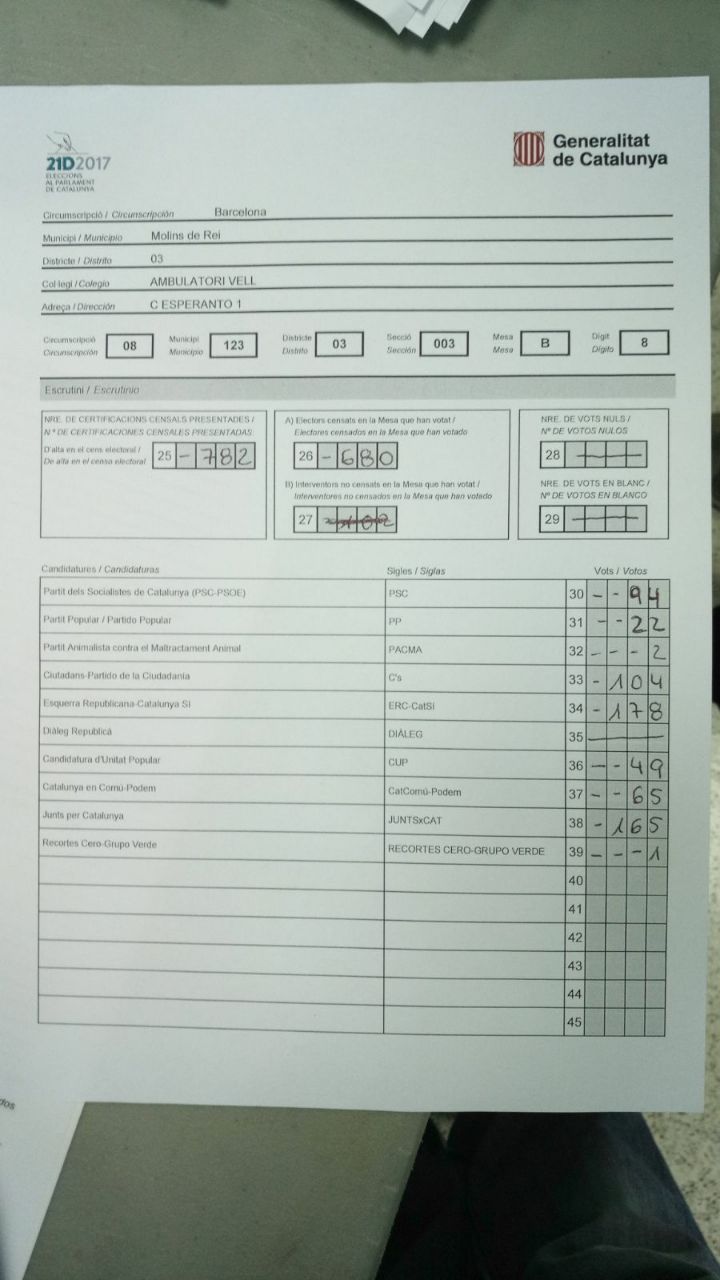 21D2017
ELECCIONS
AL PARLAMENT
DE CATALUNYA
Generalitat
de Catalunya
Circumscripció / Circunscripción Barcelona
Municipi / Municipio Molins de Rei
Districte / Distrito 03
Col·legi / Colegio AMBULATORI VELL
Adreça / Dirección C ESPERANTO 1
Circumscripció
Circunscripción 08
Municipi
Municipio 123
Districte
Distrito 03
Secció
Sección 003
Mesa
Mesa B
Dígit
Dígito 8
Escrutini / Escrutinio
NRE. DE CERTIFICACIONS CENSALS PRESENTADES /
Nº DE CERTIFICACIONES CENSALES PRESENTADAS
D'alta en el cens electoral /
De alta en el censo electoral 25 - 782
A) Electors censats en la Mesa que han votat /
Electores censados en la Mesa que han votado
26 - 680
B) Interventors no censats en la Mesa que han votat /
Interventores no censados en la Mesa que han votado
27
NRE. DE VOTS NULS /
Nº DE VOTOS NULOS
28
NRE. DE VOTS EN BLANC /
Nº DE VOTOS EN BLANCO
29
Candidatures / Candidaturas Sigles / Siglas Vots / Votos
Partit dels Socialistes de Catalunya (PSC-PSOE) PSC 30 - - 94
Partit Popular / Partido Popular PP 31 - - 22
Partit Animalista contra el Maltractament Animal PACMA 32 - - - 2
Ciutadans-Partido de la Ciudadanía C's 33 - 104
Esquerra Republicana-Catalunya Sí ERC-CatSí 34 - 178
Diàleg Republicà DIÀLEG 35
Candidatura d'Unitat Popular CUP 36 - - 49
Catalunya en Comú-Podem CatComú-Podem 37 - - 65
Junts per Catalunya JUNTSxCAT 38 - 165
Recortes Cero-Grupo Verde RECORTES CERO-GRUPO VERDE 39 - - - 1
40
41
42
43
44
45